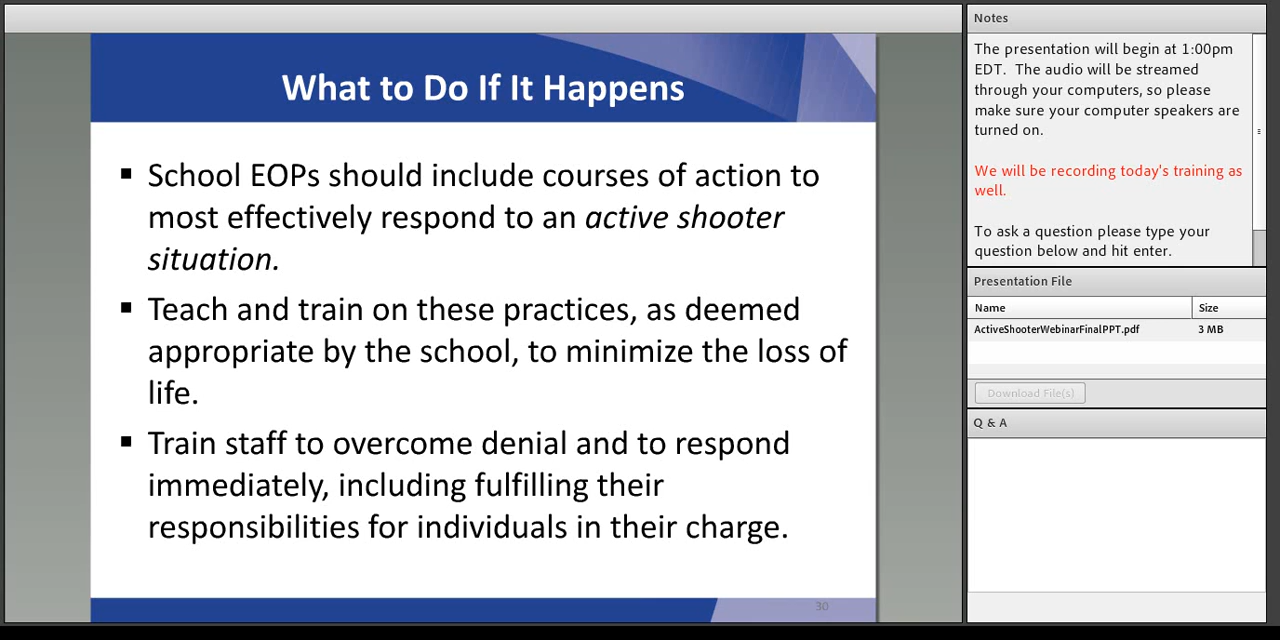 What to Do If It Happens
▪ School EOPs should include courses of action to
most effectively respond to an active shooter
situation.
▪ Teach and train on these practices, as deemed
appropriate by the school, to minimize the loss of
life.
▪ Train staff to overcome denial and to respond
immediately, including fulfilling their
responsibilities for individuals in their charge.
30
Notes
The presentation will begin at 1:00pm
EDT.  The audio will be streamed
through your computers, so please
make sure your computer speakers are
turned on.
We will be recording today's training as
well.
To ask a question please type your
question below and hit enter.
Presentation File
Name Size
ActiveShooterWebinarFinalPPT.pdf 3 MB
Download File(s)
Q & A